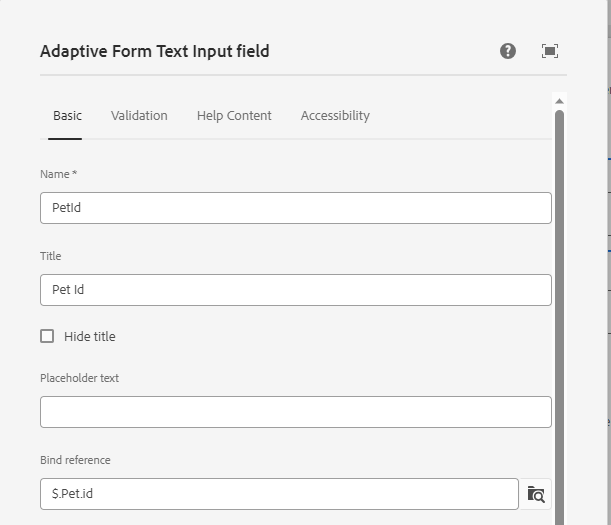 Adaptive Form Text Input field
Basic Validation Help Content Accessibility
Name *
PetId
Title
Pet Id
Hide title
Placeholder text
Bind reference
$.Pet.id